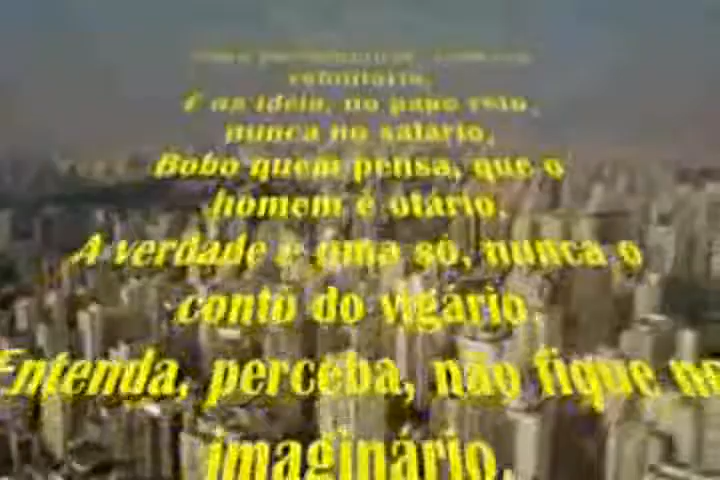 voluntário,
É na ideia, no papo reto,
nunca no salário,
Bobo quem pensa, que o
homem é otário.
A verdade é uma só, nunca o
conto do vigário.
Entenda, perceba, não fique no
imaginário.